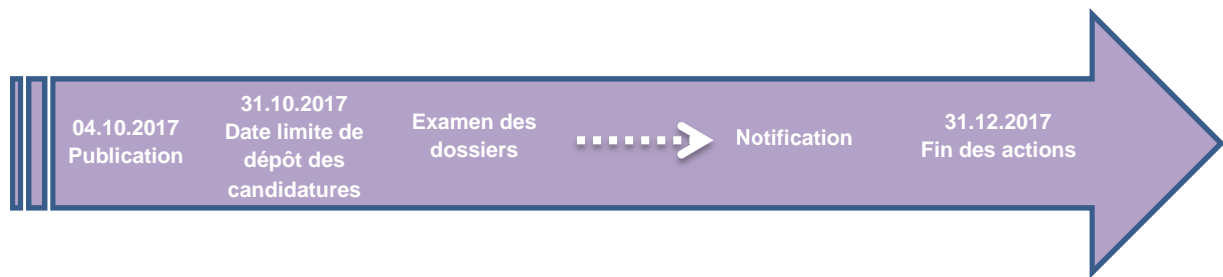 04.10.2017
Publication
31.10.2017
Date limite de
dépôt des
candidatures
Examen des
dossiers
Notification
31.12.2017
Fin des actions